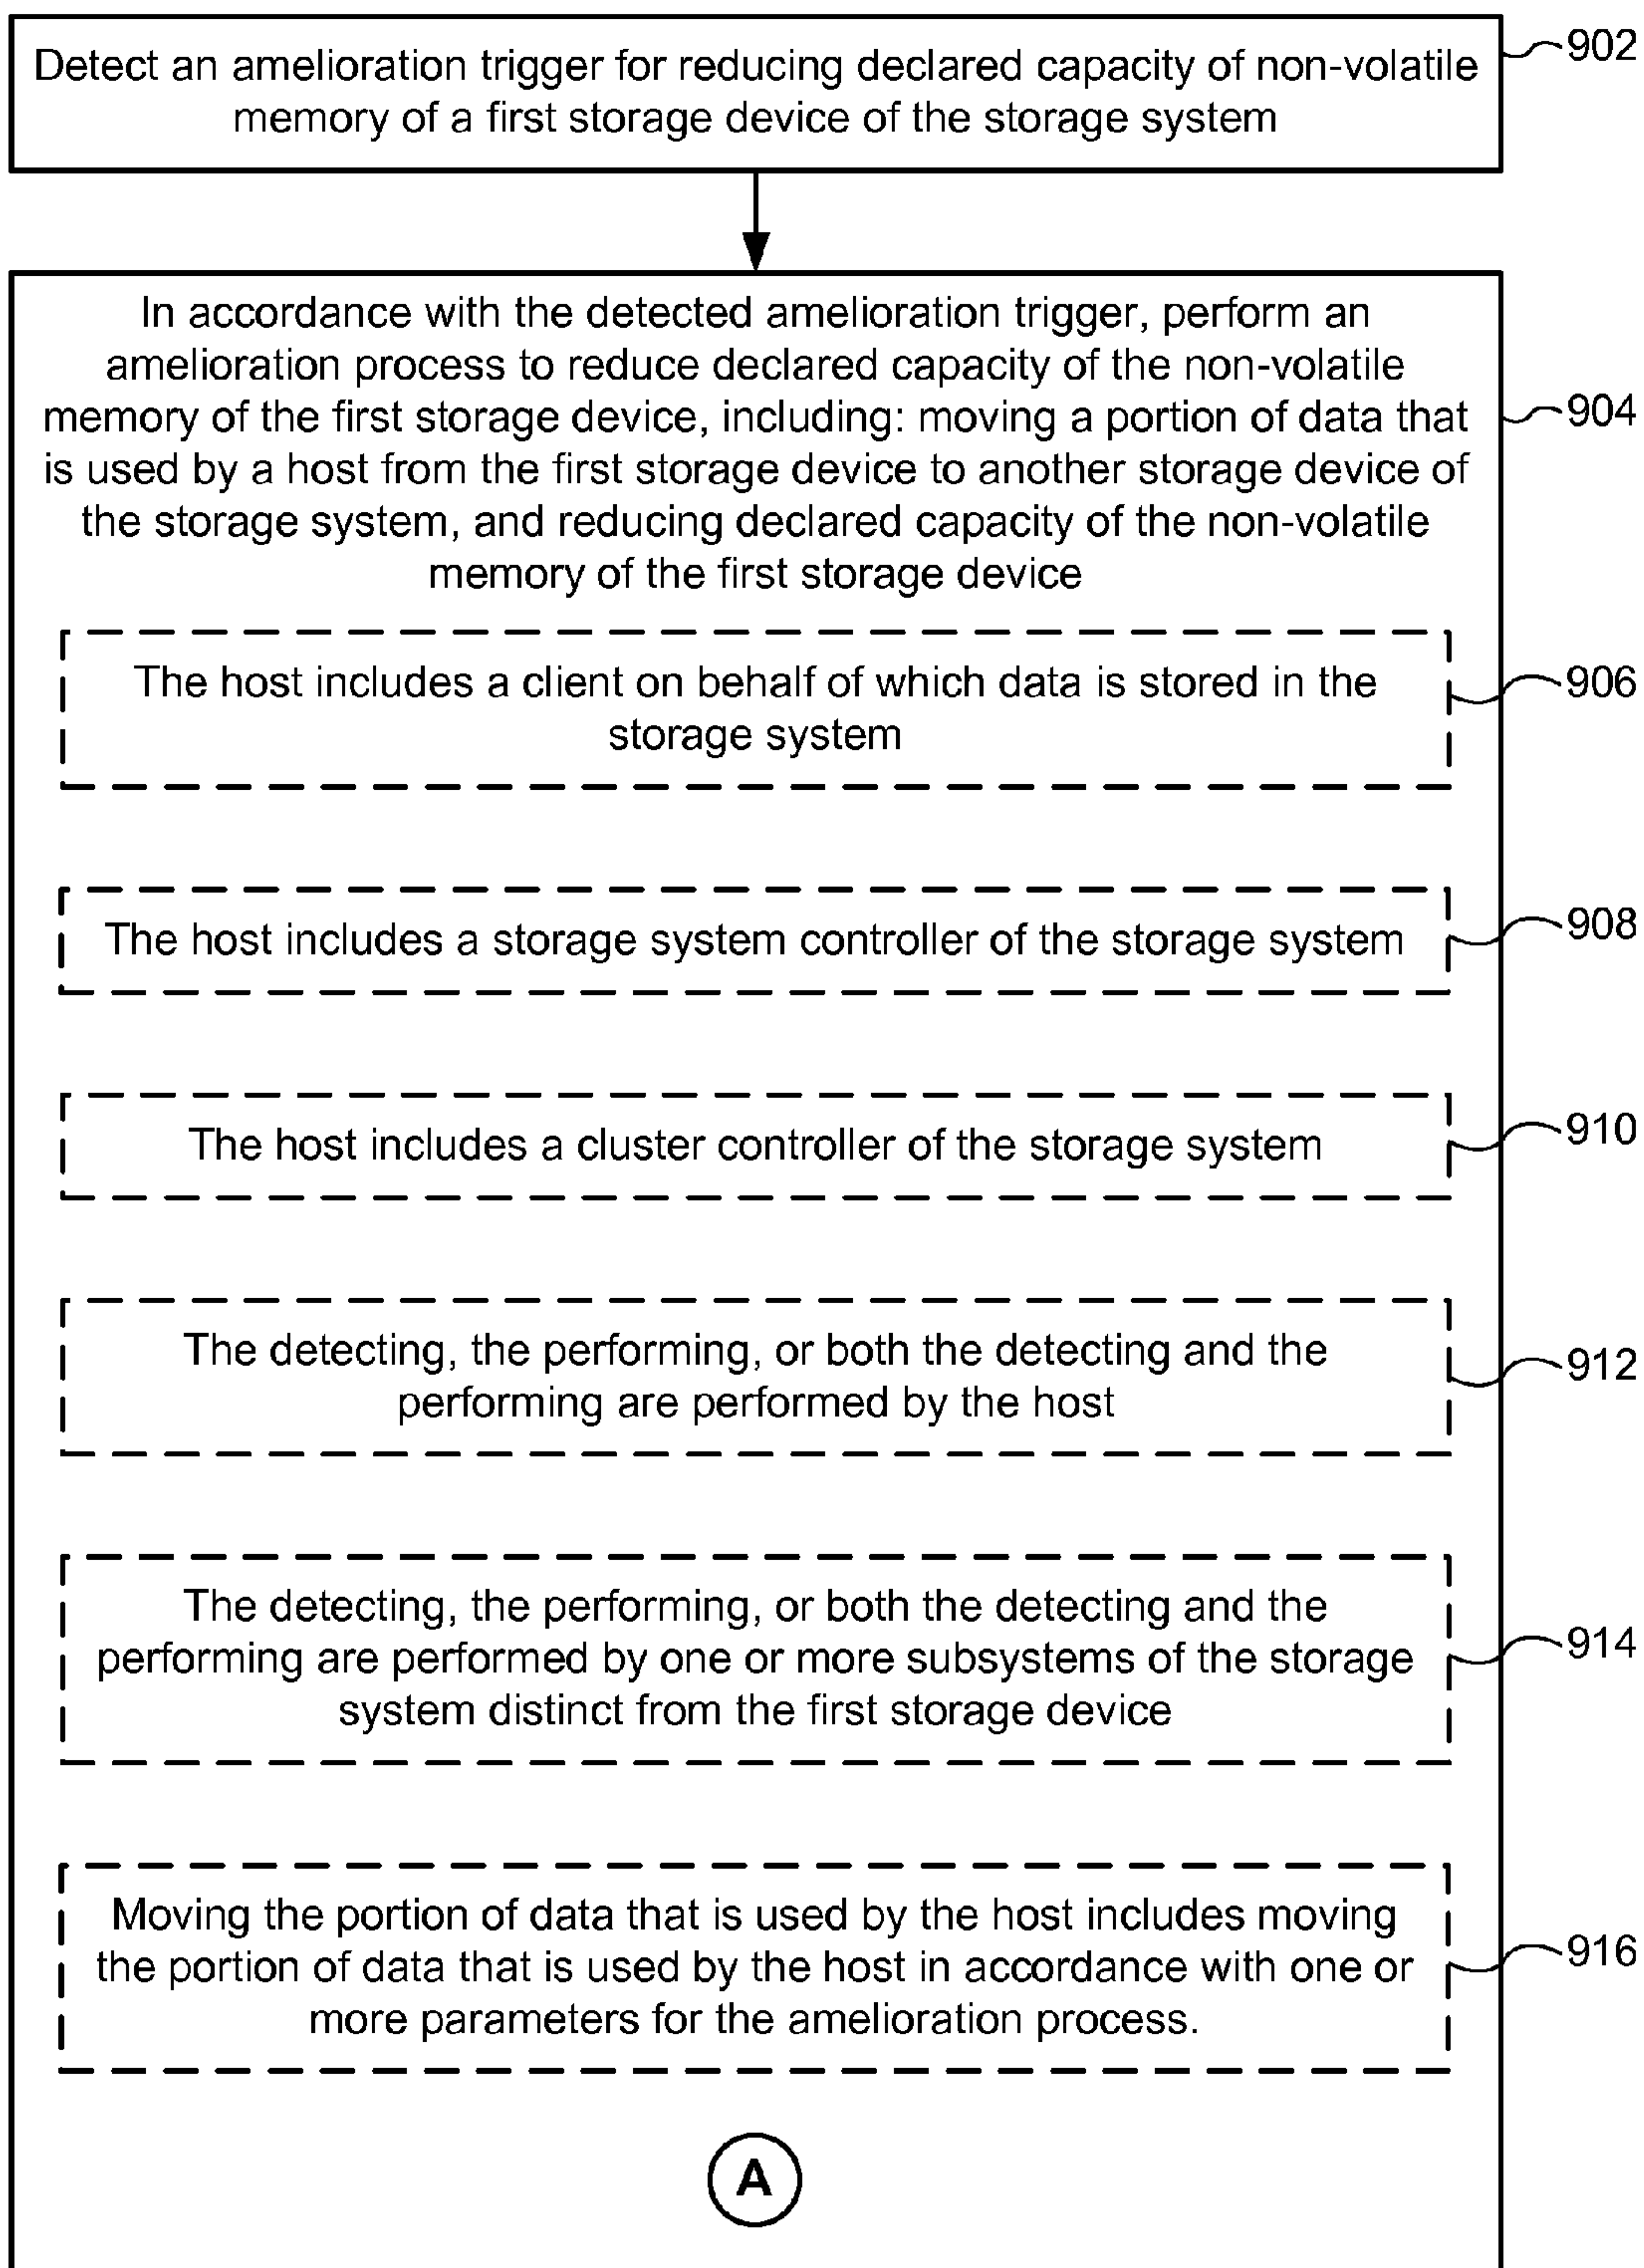 Detect an amelioration trigger for reducing declared capacity of non-volatile
memory of a first storage device of the storage system
902
In accordance with the detected amelioration trigger, perform an
amelioration process to reduce declared capacity of the non-volatile
memory of the first storage device, including: moving a portion of data that
is used by a host from the first storage device to another storage device of
the storage system, and reducing declared capacity of the non-volatile
memory of the first storage device
904
The host includes a client on behalf of which data is stored in the
storage system
906
The host includes a storage system controller of the storage system
908
The host includes a cluster controller of the storage system
910
The detecting, the performing, or both the detecting and the
performing are performed by the host
912
The detecting, the performing, or both the detecting and the
performing are performed by one or more subsystems of the storage
system distinct from the first storage device
914
Moving the portion of data that is used by the host includes moving
the portion of data that is used by the host in accordance with one or
more parameters for the amelioration process.
916
A